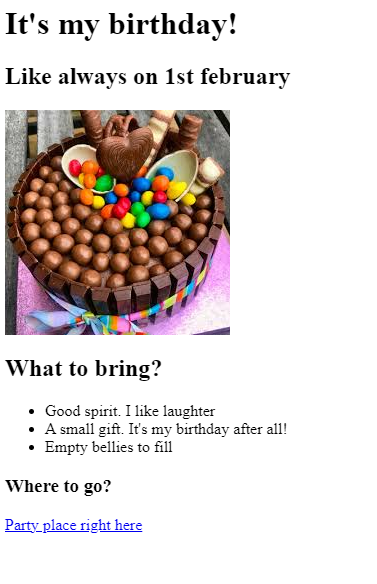 It's my birthday!
Like always on 1st february
What to bring?
Good spirit. I like laughter
A small gift. It's my birthday after all!
Empty bellies to fill
Where to go?
Party place right here